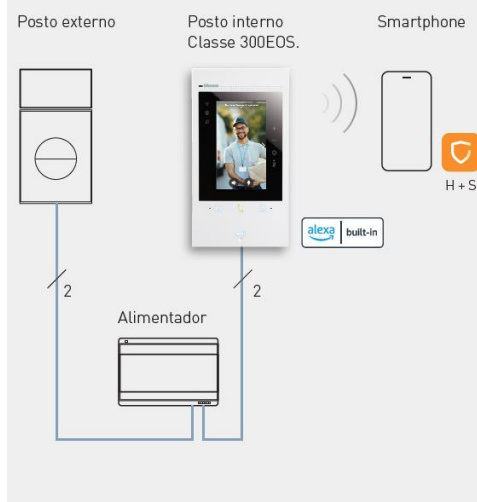 Posto externo
Posto interno
Classe 300EOS.
Smartphone
H + S
alexa built-in
2
2
Alimentador